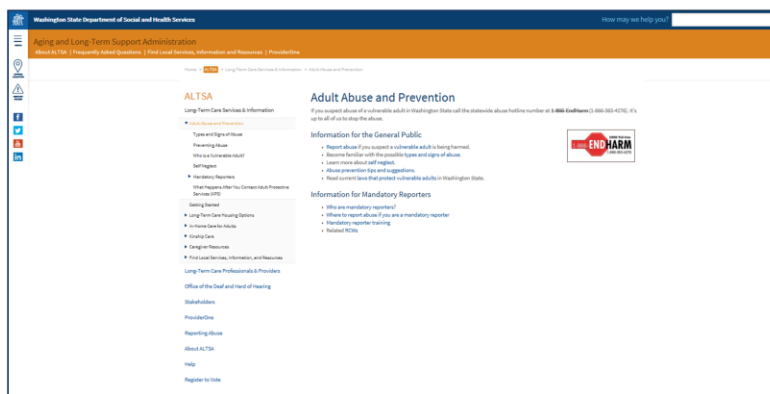 Washington State Department of Social and Health Services
How may we help you?
Aging and Long-Term Support Administration
About ALTSA | Frequently Asked Questions | Find Local Services, Information and Resources | ProviderOne
Home > ALTSA > Long-Term Care Services & Information > Adult Abuse and Prevention
ALTSA
Long-Term Care Services & Information
Adult Abuse and Prevention
Types and Signs of Abuse
Preventing Abuse
Who is a Vulnerable Adult?
Self Neglect
Mandatory Reporters
What Happens After You Contact Adult Protective
Services (APS)
Getting Started
Long-Term Care Housing Options
In-Home Care for Adults
Kinship Care
Caregiver Resources
Find Local Services, Information, and Resources
Long-Term Care Professionals & Providers
Office of the Deaf and Hard of Hearing
Stakeholders
ProviderOne
Reporting Abuse
About ALTSA
Help
Register to Vote
Adult Abuse and Prevention
If you suspect abuse of a vulnerable adult in Washington State call the statewide abuse hotline number at 1-866-EndHarm (1-866-363-4276). It's
up to all of us to stop the abuse.
Information for the General Public
Report abuse if you suspect a vulnerable adult is being harmed.
Become familiar with the possible types and signs of abuse.
Learn more about self neglect.
Abuse prevention tips and suggestions.
Read current laws that protect vulnerable adults in Washington State.
1-866-ENDHARM
Information for Mandatory Reporters
Who are mandatory reporters?
Where to report abuse if you are a mandatory reporter
Mandatory reporter training
Related RCWs